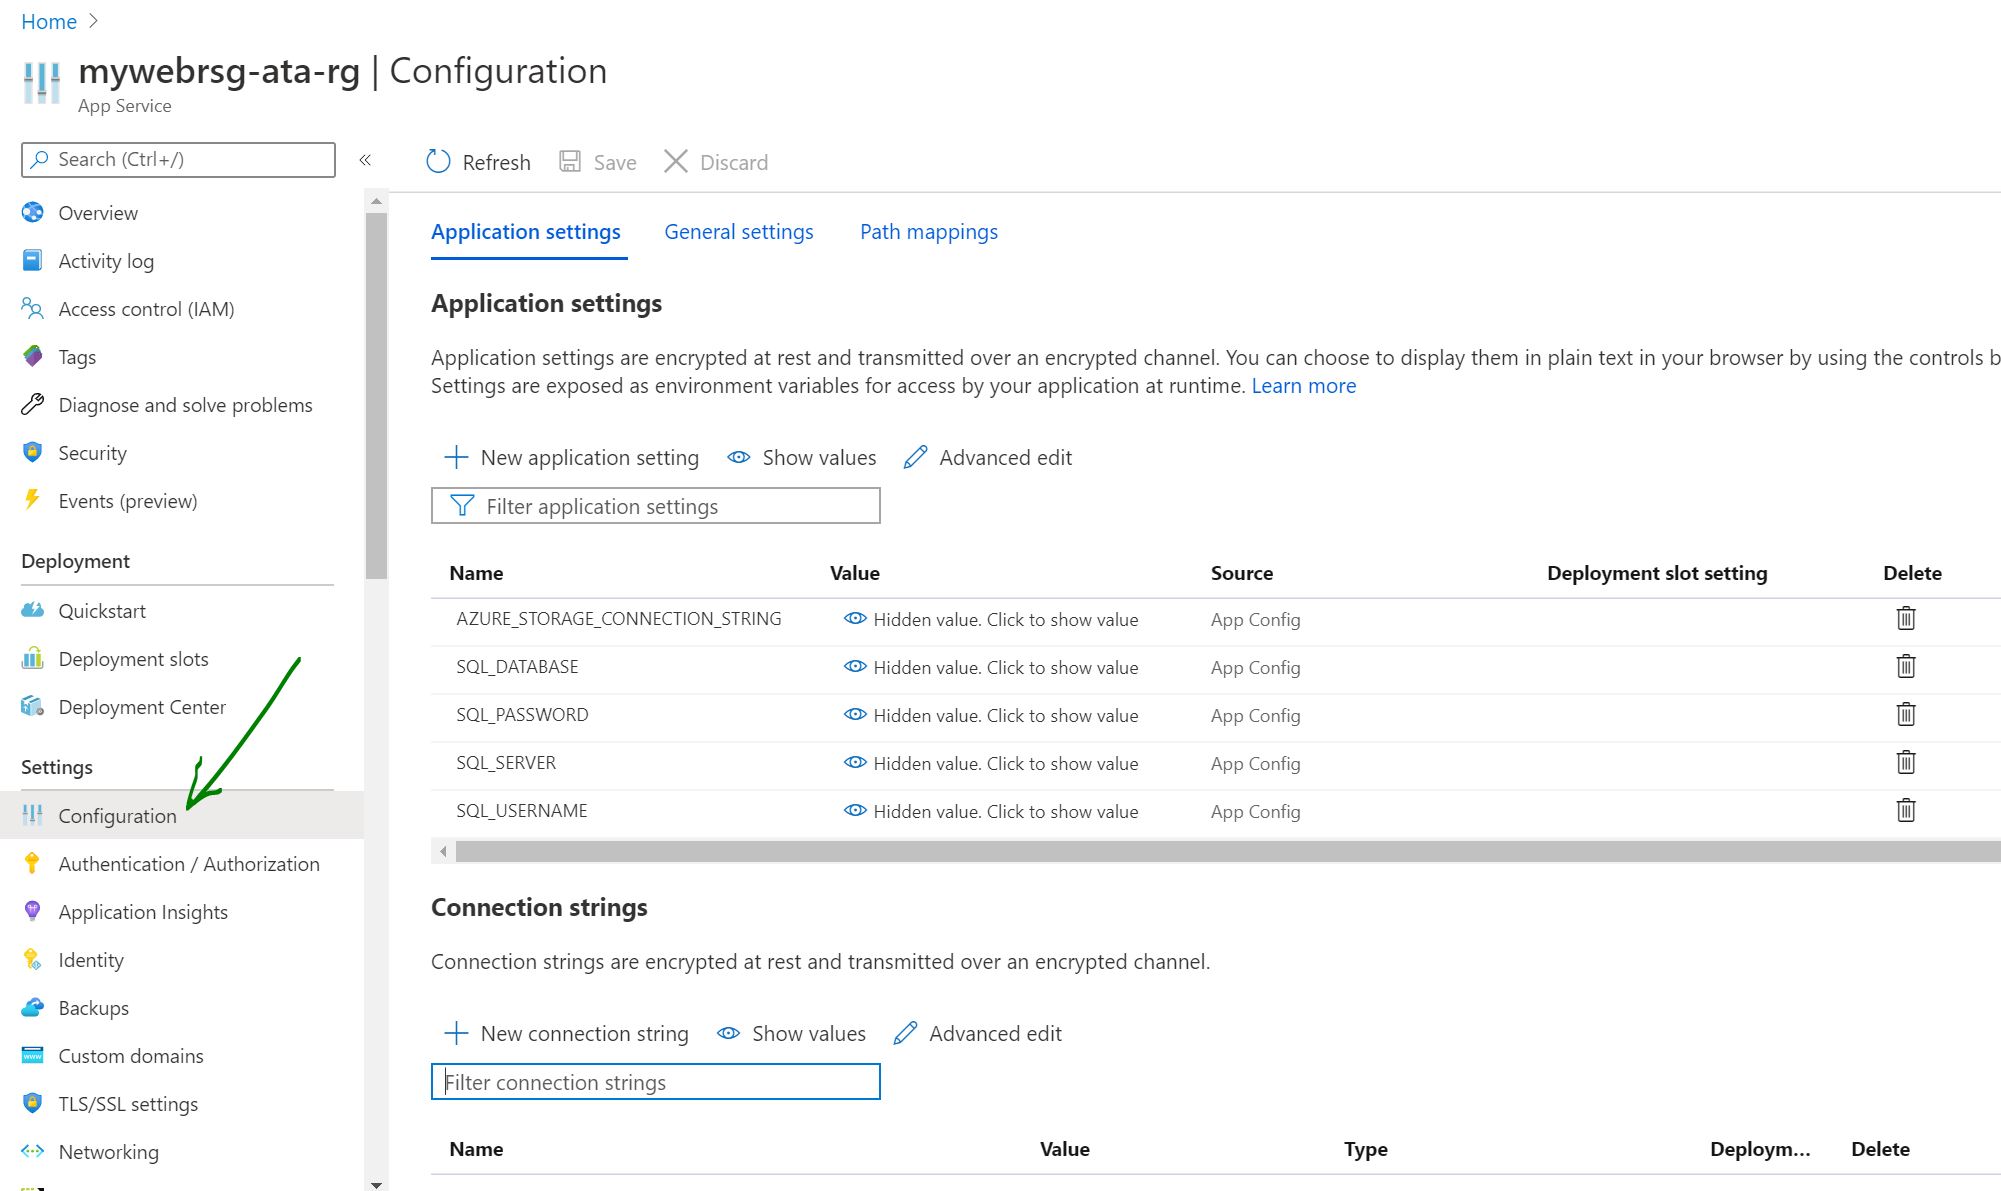 Home >
mywebrsg-ata-rg | Configuration
App Service
Search (Ctrl+/)
«
Refresh
Save
Discard
Overview
Activity log
Access control (IAM)
Tags
Diagnose and solve problems
Security
Events (preview)
Deployment
Quickstart
Deployment slots
Deployment Center
Settings
Configuration
Authentication / Authorization
Application Insights
Identity
Backups
Custom domains
TLS/SSL settings
Networking
Application settings General settings Path mappings
Application settings
Application settings are encrypted at rest and transmitted over an encrypted channel. You can choose to display them in plain text in your browser by using the controls b
Settings are exposed as environment variables for access by your application at runtime. Learn more
New application setting Show values Advanced edit
Filter application settings
Name Value Source Deployment slot setting Delete
AZURE_STORAGE_CONNECTION_STRING Hidden value. Click to show value App Config
SQL_DATABASE Hidden value. Click to show value App Config
SQL_PASSWORD Hidden value. Click to show value App Config
SQL_SERVER Hidden value. Click to show value App Config
SQL_USERNAME Hidden value. Click to show value App Config
Connection strings
Connection strings are encrypted at rest and transmitted over an encrypted channel.
New connection string Show values Advanced edit
Filter connection strings
Name Value Type Deploym... Delete